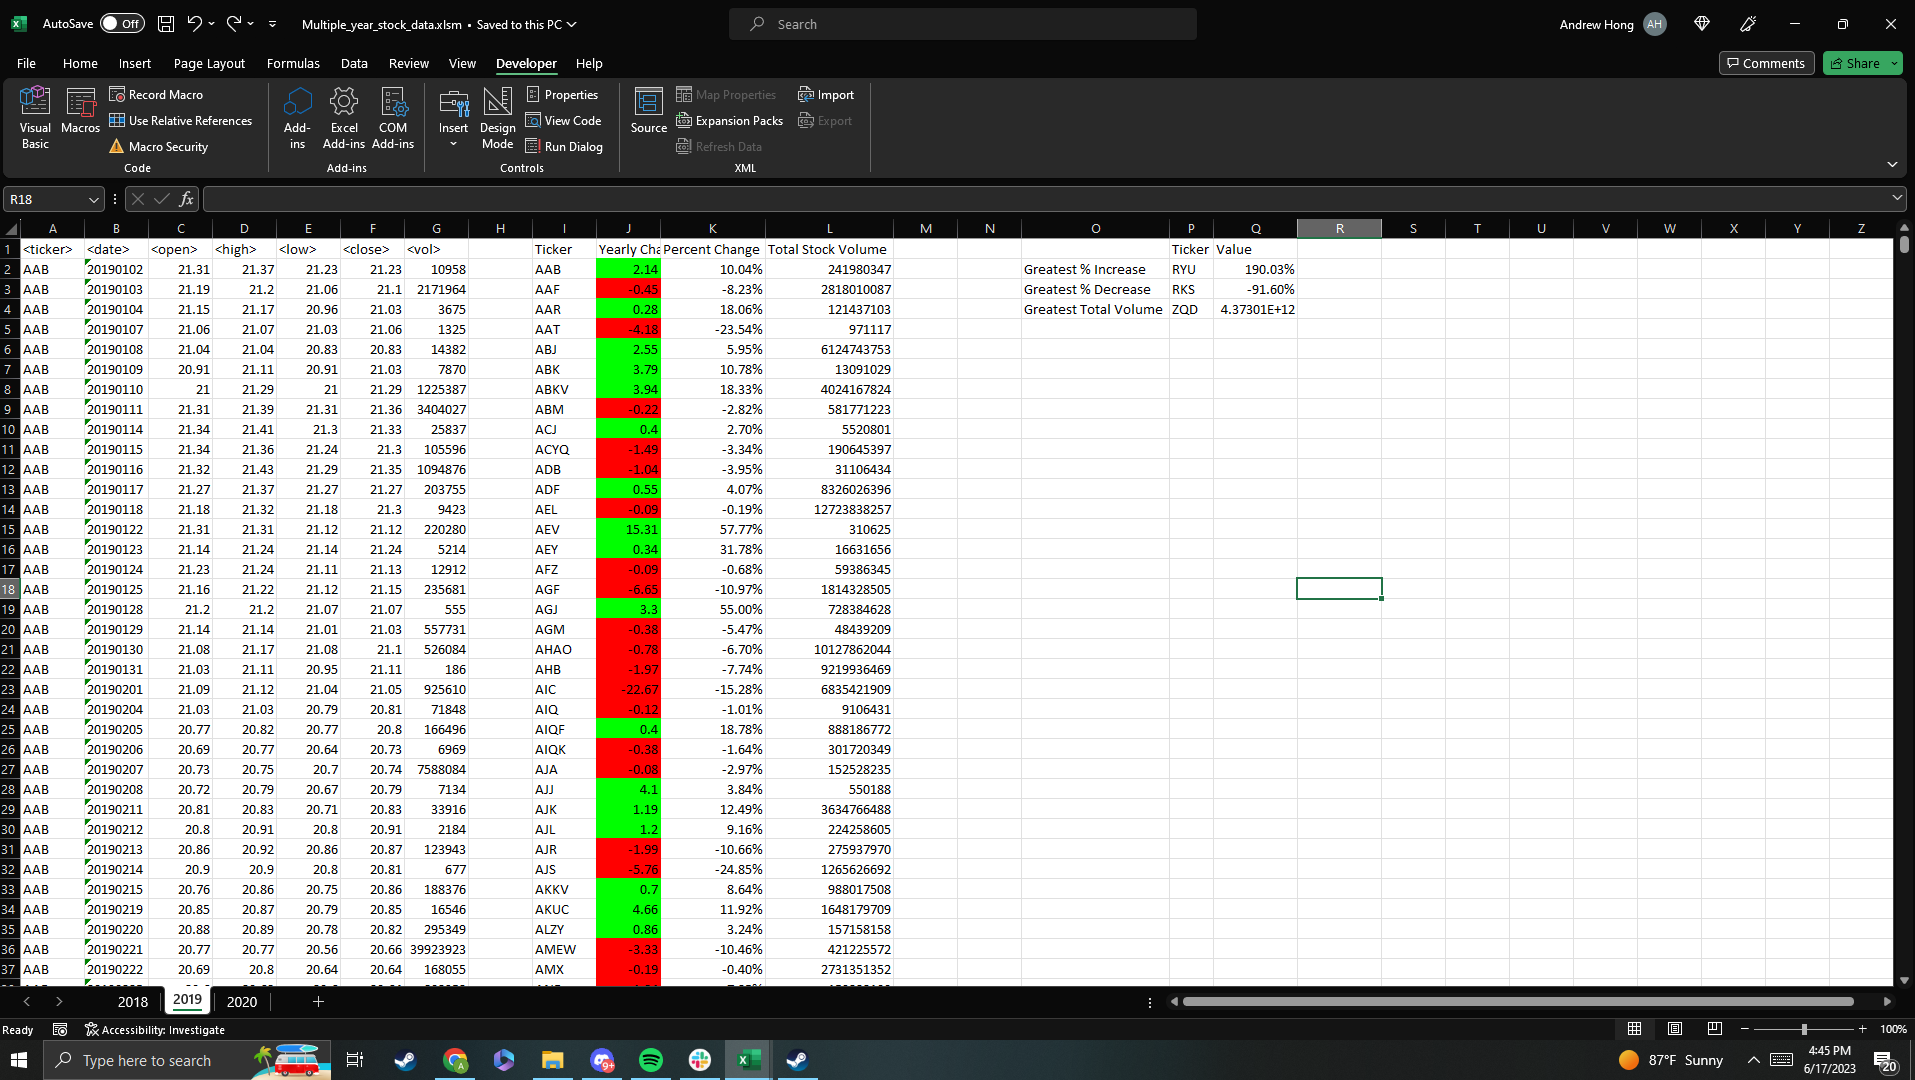 AutoSave Off Multiple_year_stock_data.xlsm • Saved to this PC Search Andrew Hong AH
File Home Insert Page Layout Formulas Data Review View Developer Help Comments Share
Visual Basic Macros Record Macro Use Relative References Macro Security Code
Add-ins Excel Add-ins COM Add-ins Add-ins
Insert Design Mode Properties View Code Run Dialog Controls
Source Map Properties Expansion Packs Refresh Data Import Export XML
R18 fx
A B C D E F G H I J K L M N O P Q R S T U V W X Y Z
1 <ticker> <date> <open> <high> <low> <close> <vol> Ticker Yearly Cha Percent Change Total Stock Volume Ticker Value
2 AAB 20190102 21.31 21.37 21.23 21.23 10958 AAB 2.14 10.04% 241980347 Greatest % Increase RYU 190.03%
3 AAB 20190103 21.19 21.2 21.06 21.1 2171964 AAF -0.45 -8.23% 2818010087 Greatest % Decrease RKS -91.60%
4 AAB 20190104 21.15 21.17 20.96 21.03 3675 AAR 0.28 18.06% 121437103 Greatest Total Volume ZQD 4.37301E+12
5 AAB 20190107 21.06 21.07 21.03 21.06 1325 AAT -4.18 -23.54% 971117
6 AAB 20190108 21.04 21.04 20.83 20.83 14382 ABJ 2.55 5.95% 6124743753
7 AAB 20190109 20.91 21.11 20.91 21.03 7870 ABK 3.79 10.78% 13091029
8 AAB 20190110 21 21.29 21 21.29 1225387 ABKV 3.94 18.33% 4024167824
9 AAB 20190111 21.31 21.39 21.31 21.36 3404027 ABM -0.22 -2.82% 581771223
10 AAB 20190114 21.34 21.41 21.3 21.33 25837 ACJ 0.4 2.70% 5520801
11 AAB 20190115 21.34 21.36 21.24 21.3 105596 ACYQ -1.49 -3.34% 190645397
12 AAB 20190116 21.32 21.43 21.29 21.35 1094876 ADB -1.04 -3.95% 31106434
13 AAB 20190117 21.27 21.37 21.27 21.27 203755 ADF 0.55 4.07% 8326026396
14 AAB 20190118 21.18 21.32 21.18 21.3 9423 AEL -0.09 -0.19% 12723838257
15 AAB 20190122 21.31 21.31 21.12 21.12 220280 AEV 15.31 57.77% 310625
16 AAB 20190123 21.14 21.24 21.14 21.24 5214 AEY 0.34 31.78% 16631656
17 AAB 20190124 21.23 21.24 21.11 21.13 12912 AFZ -0.09 -0.68% 59386345
18 AAB 20190125 21.16 21.22 21.12 21.15 235681 AGF -6.65 -10.97% 1814328505
19 AAB 20190128 21.2 21.2 21.07 21.07 555 AGJ 3.3 55.00% 728384628
20 AAB 20190129 21.14 21.14 21.01 21.03 557731 AGM -0.38 -5.47% 48439209
21 AAB 20190130 21.08 21.17 21.08 21.1 526084 AHAO -0.78 -6.70% 10127862044
22 AAB 20190131 21.03 21.11 20.95 21.11 186 AHB -1.97 -7.74% 9219936469
23 AAB 20190201 21.09 21.12 21.04 21.05 925610 AIC -22.67 -15.28% 6835421909
24 AAB 20190204 21.03 21.03 20.79 20.81 71848 AIQ -0.12 -1.01% 9106431
25 AAB 20190205 20.77 20.82 20.77 20.8 166496 AIQF 0.4 18.78% 888186772
26 AAB 20190206 20.69 20.77 20.64 20.73 6969 AIQK -0.38 -1.64% 301720349
27 AAB 20190207 20.73 20.75 20.7 20.74 7588084 AJA -0.08 -2.97% 152528235
28 AAB 20190208 20.72 20.79 20.67 20.79 7134 AJJ 4.1 3.84% 550188
29 AAB 20190211 20.81 20.83 20.71 20.83 33916 AJK 1.19 12.49% 3634766488
30 AAB 20190212 20.8 20.91 20.8 20.91 2184 AJL 1.2 9.16% 224258605
31 AAB 20190213 20.86 20.92 20.86 20.87 123943 AJR -1.99 -10.66% 275937970
32 AAB 20190214 20.9 20.9 20.8 20.81 677 AJS -5.76 -24.85% 1265626692
33 AAB 20190215 20.76 20.86 20.75 20.86 188376 AKKV 0.7 8.64% 988017508
34 AAB 20190219 20.85 20.87 20.79 20.85 16546 AKUC 4.66 11.92% 1648179709
35 AAB 20190220 20.88 20.89 20.78 20.82 295349 ALZY 0.86 3.24% 157158158
36 AAB 20190221 20.77 20.77 20.56 20.66 39923923 AMEW -3.33 -10.46% 421225572
37 AAB 20190222 20.69 20.8 20.64 20.64 168055 AMX -0.19 -0.40% 2731351352
2018 2019 2020
Ready Accessibility: Investigate 100%
Type here to search 9+ 87°F Sunny 4:45 PM 6/17/2023 20